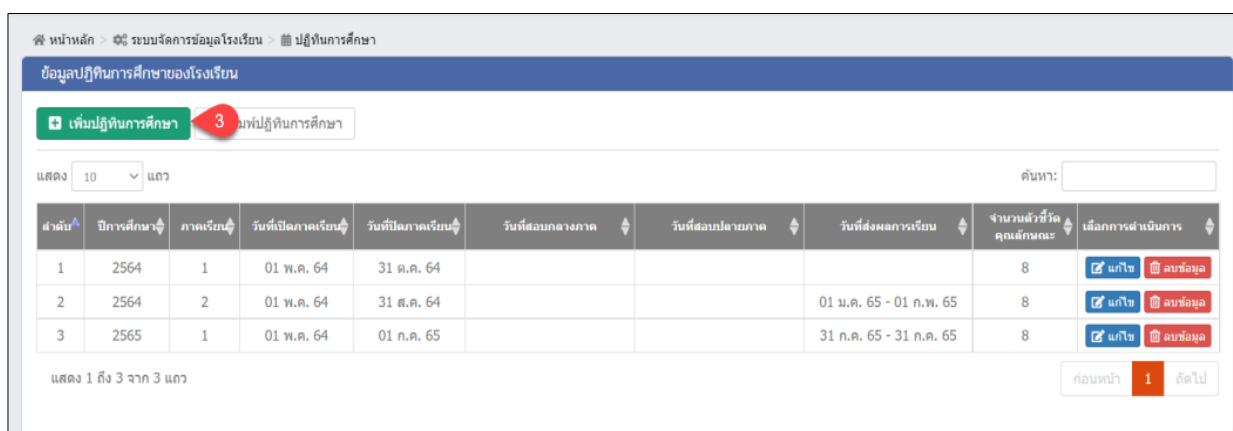 หน้าหลัก > ระบบจัดการข้อมูลโรงเรียน > ปฏิทินการศึกษา
ข้อมูลปฏิทินการศึกษาของโรงเรียน
เพิ่มปฏิทินการศึกษา 3 มพ์ปฏิทินการศึกษา
แสดง 10 แถว ค้นหา:
ลำดับ ปีการศึกษา ภาคเรียน วันที่เปิดภาคเรียน วันที่ปิดภาคเรียน วันที่สอบกลางภาค วันที่สอบปลายภาค วันที่ส่งผลการเรียน จำนวนตัวชี้วัด เลือกการดำเนินการ
คุณลักษณะ
1 2564 1 01 พ.ค. 64 31 ต.ค. 64 8 แก้ไข ลบข้อมูล
2 2564 2 01 พ.ค. 64 31 ส.ค. 64 01 ม.ค. 65 - 01 ก.พ. 65 8 แก้ไข ลบข้อมูล
3 2565 1 01 พ.ค. 64 01 ก.ค. 65 31 ก.ค. 65 - 31 ก.ค. 65 8 แก้ไข ลบข้อมูล
แสดง 1 ถึง 3 จาก 3 แถว ก่อนหน้า 1 ถัดไป